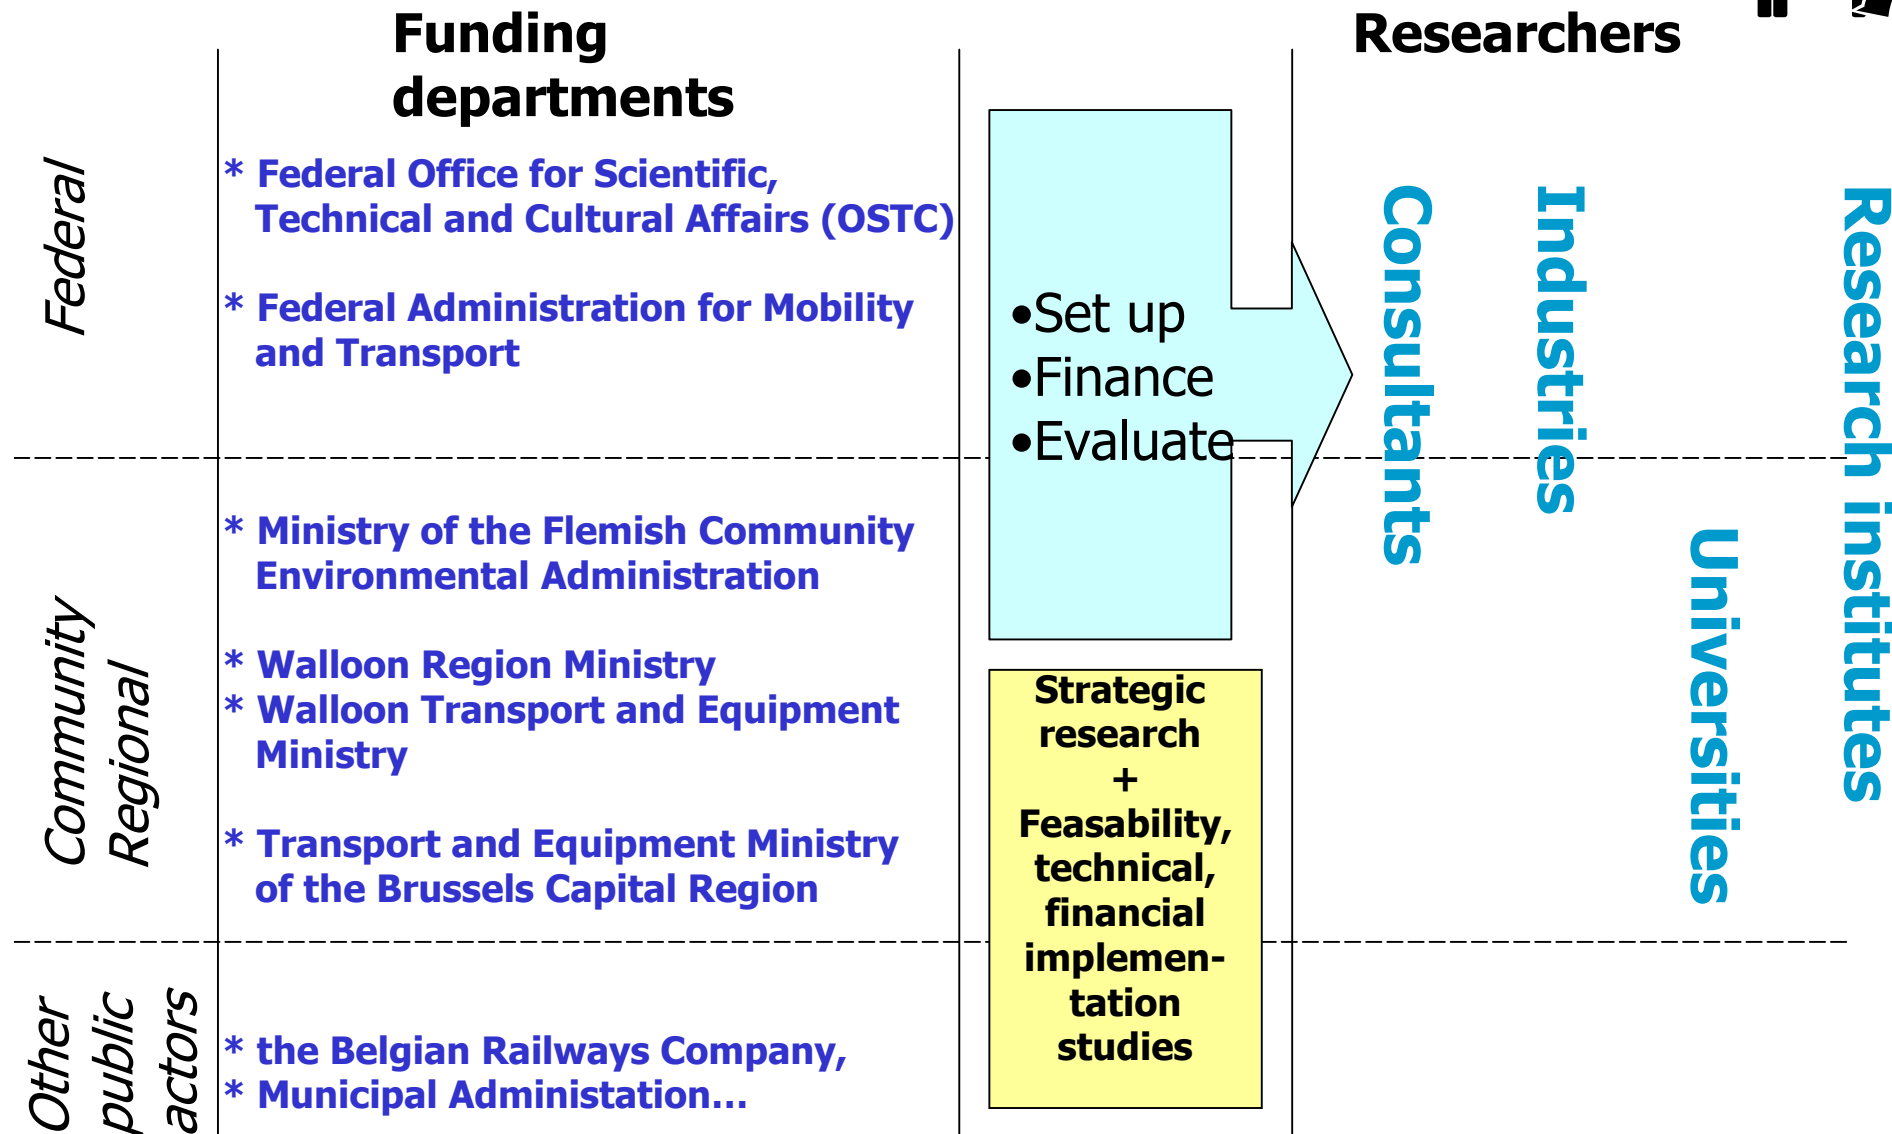 Funding
departments
Researchers
Federal
* Federal Office for Scientific,
Technical and Cultural Affairs (OSTC)
* Federal Administration for Mobility
and Transport
Community
Regional
* Ministry of the Flemish Community
Environmental Administration
* Walloon Region Ministry
* Walloon Transport and Equipment
Ministry
* Transport and Equipment Ministry
of the Brussels Capital Region
Other
public
actors
* the Belgian Railways Company,
* Municipal Administation...
•Set up
•Finance
•Evaluate
Strategic
research
+
Feasability,
technical,
financial
implemen-
tation
studies
Consultants
Industries
Universities
Research institutes